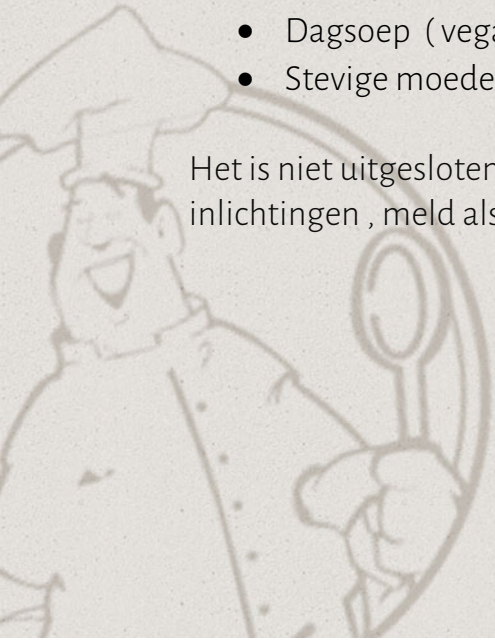 • Dagsoep ( vega
• Stevige moede
Het is niet uitgesloten
inlichtingen , meld als